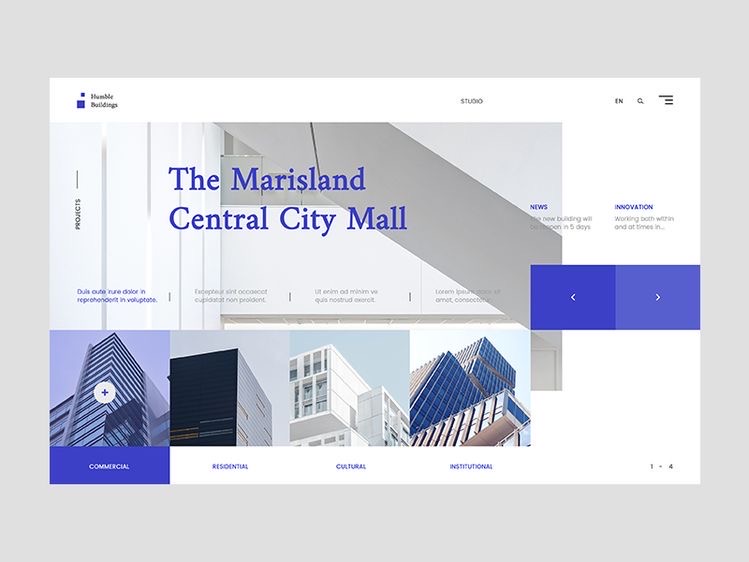 Humble
Buildings
STUDIO
EN
PROJECTS
The Marisland
Central City Mall
NEWS
The new building will
be reopen in 5 days.
INNOVATION
Working both within
and at times in...
Duis aute irure dolor in
reprehenderit in voluptate.
Excepteur sint occaecat
cupidatat non proident.
Ut enim ad minim ve
quis nostrud exercit.
Lorem ipsum dolor sit
amet, consectetur.
COMMERCIAL
RESIDENTIAL
CULTURAL
INSTITUTIONAL
1 - 4